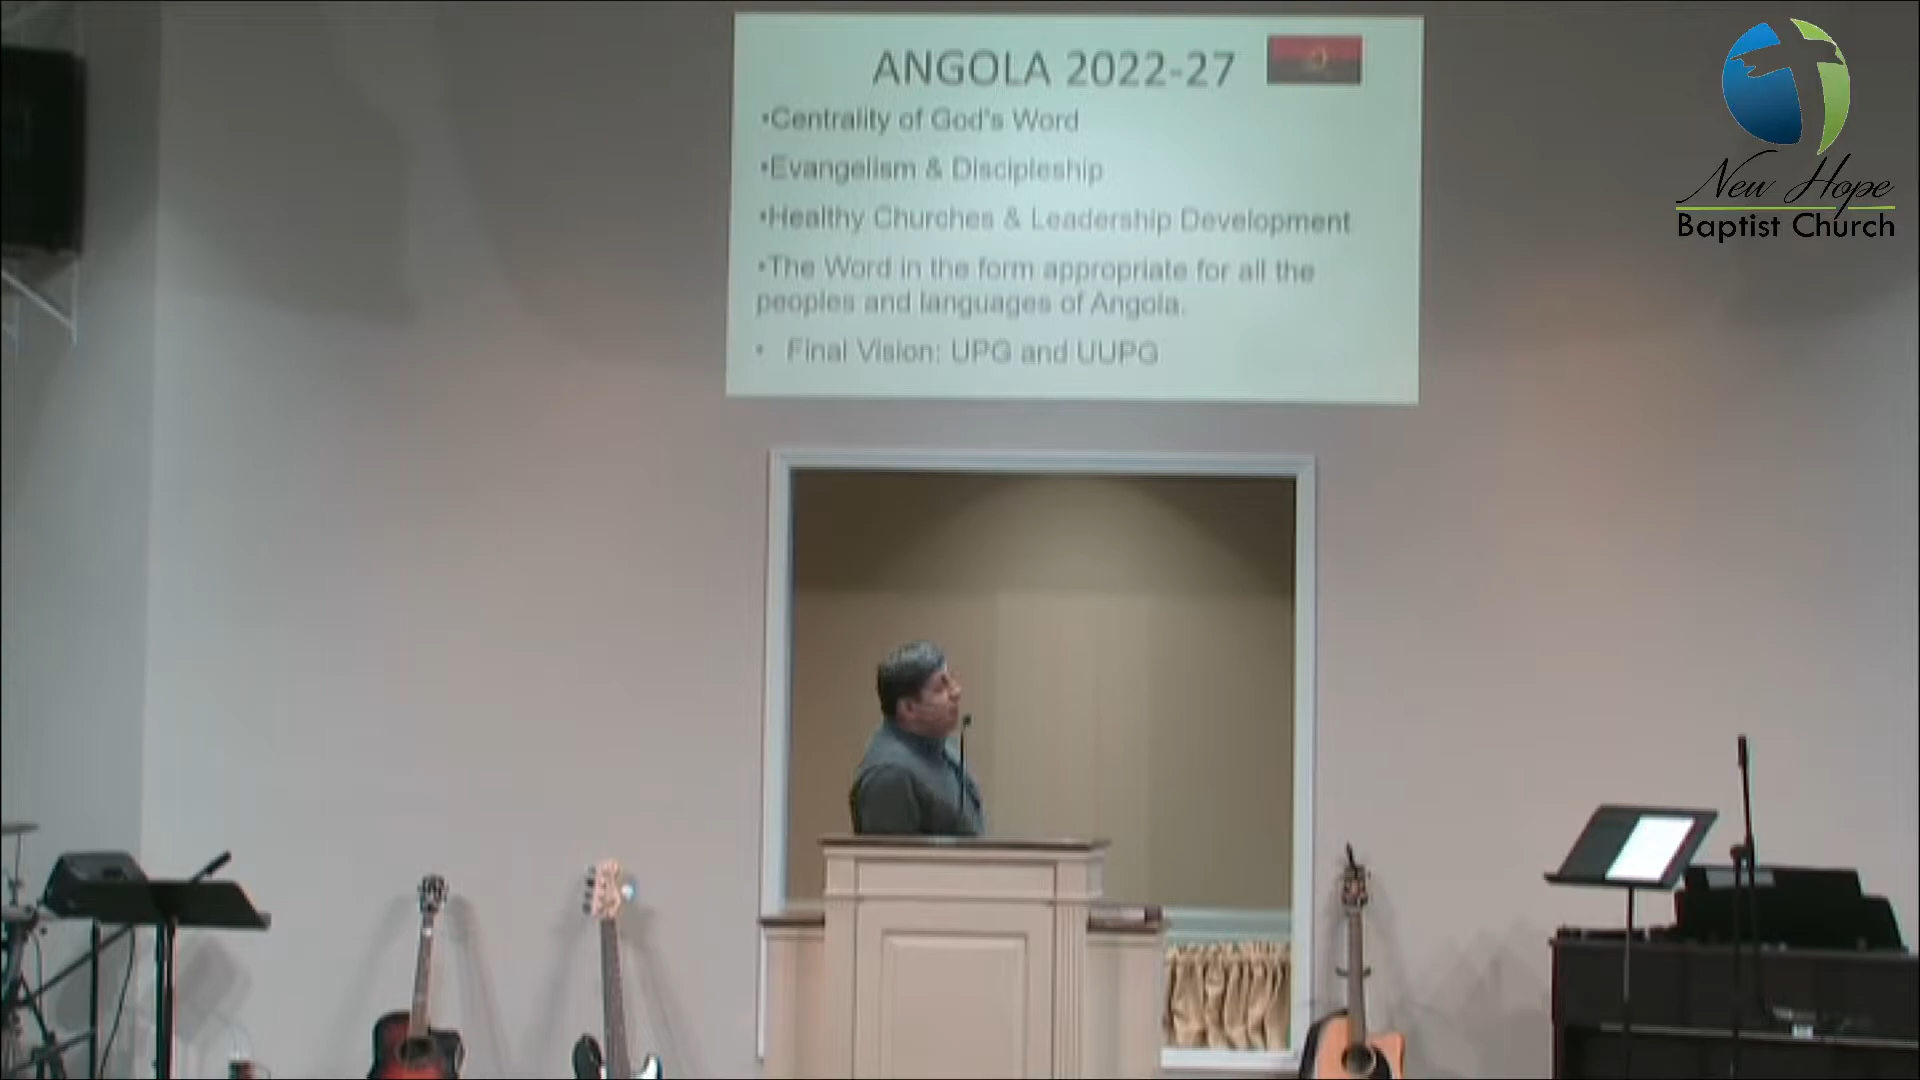 ANGOLA 2022-27
•Centrality of God's Word
•Evangelism & Discipleship
•Healthy Churches & Leadership Development
•The Word in the form appropriate for all the
peoples and languages of Angola.
• Final Vision: UPG and UUPG
New Hope
Baptist Church